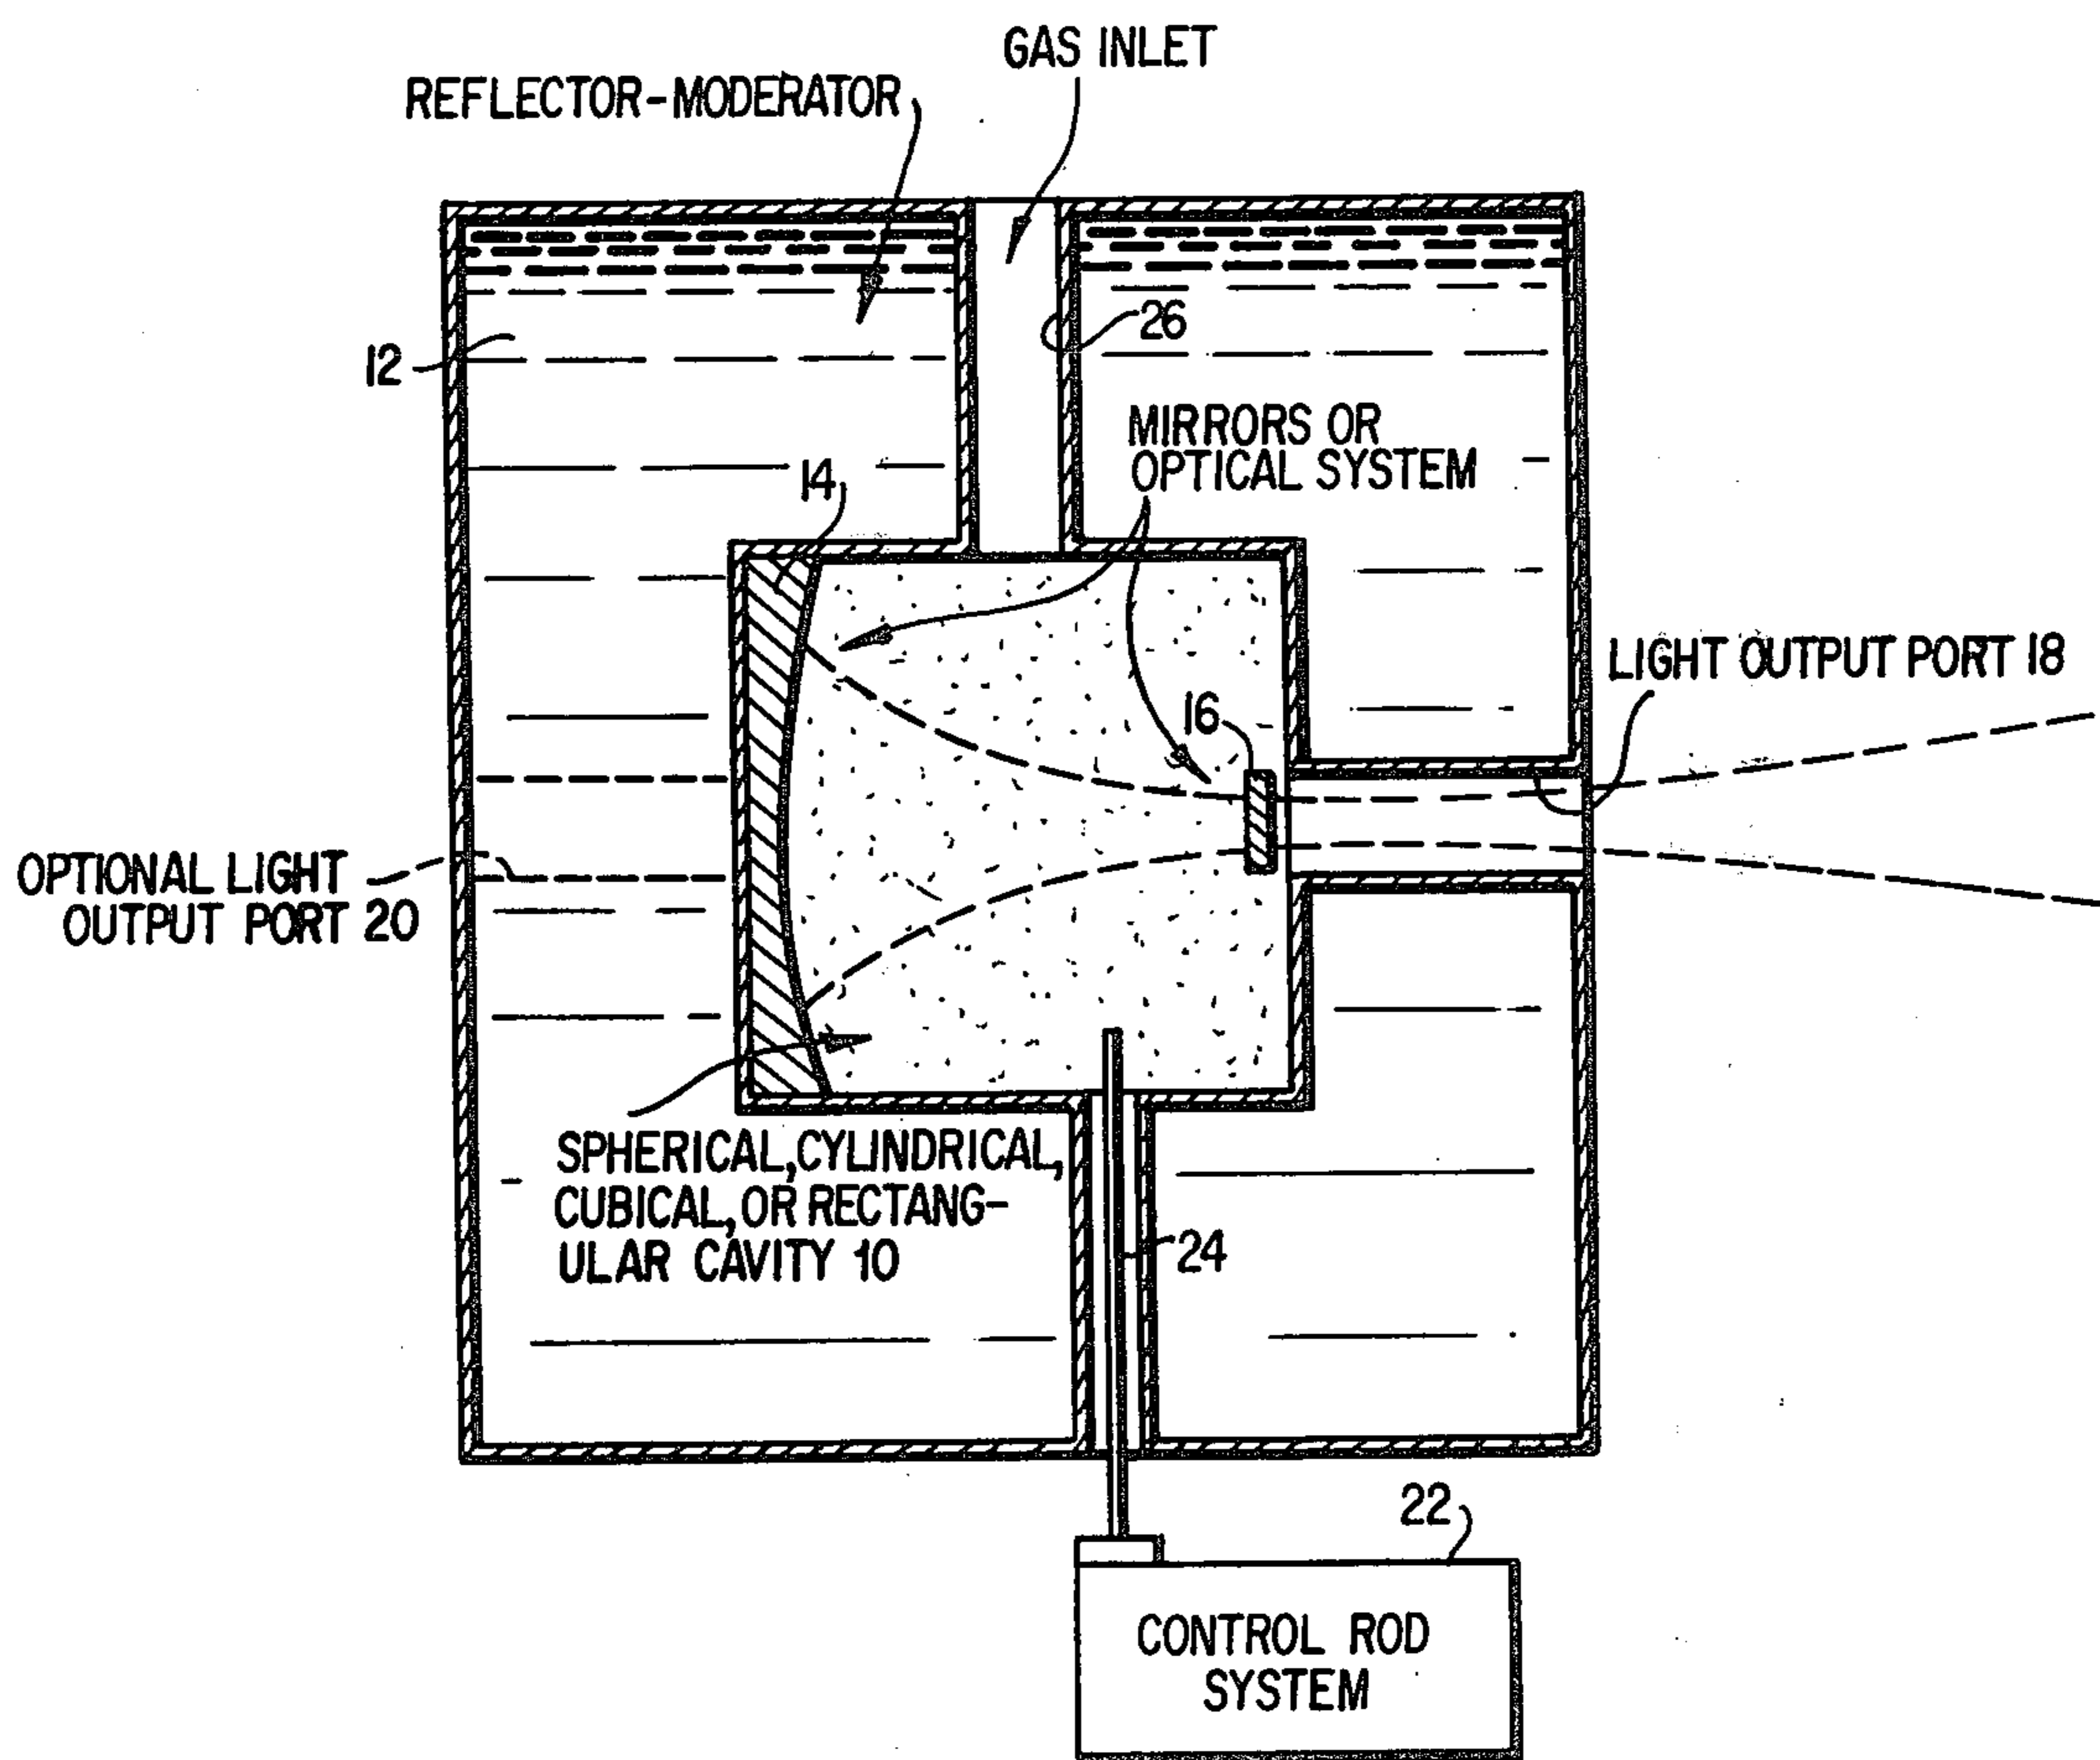 GAS INLET
REFLECTOR-MODERATOR
26
12
MIRRORS OR
OPTICAL SYSTEM
14
LIGHT OUTPUT PORT 18
16
OPTIONAL LIGHT
OUTPUT PORT 20
SPHERICAL, CYLINDRICAL,
CUBICAL, OR RECTANG-
ULAR CAVITY 10
24
22
CONTROL ROD
SYSTEM